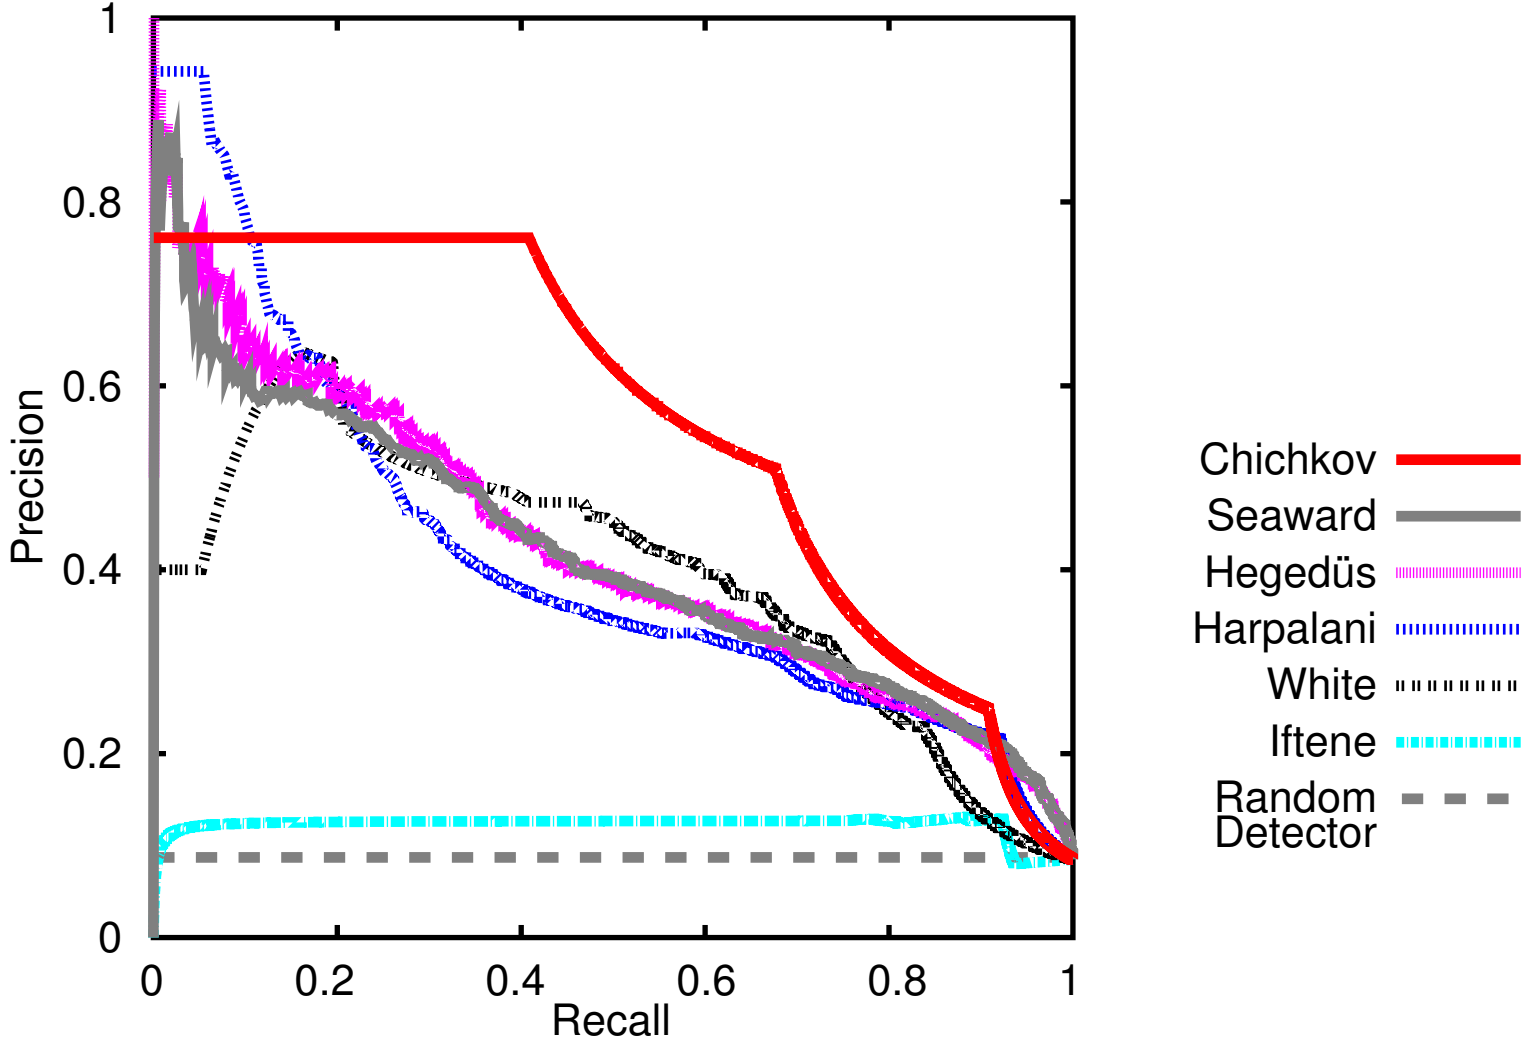 1
0.8
0.6
0.4
0.2
0
Precision
0 0.2 0.4 0.6 0.8 1
Recall
Chichkov
Seaward
Hegedüs
Harpalani
White
Iftene
Random
Detector